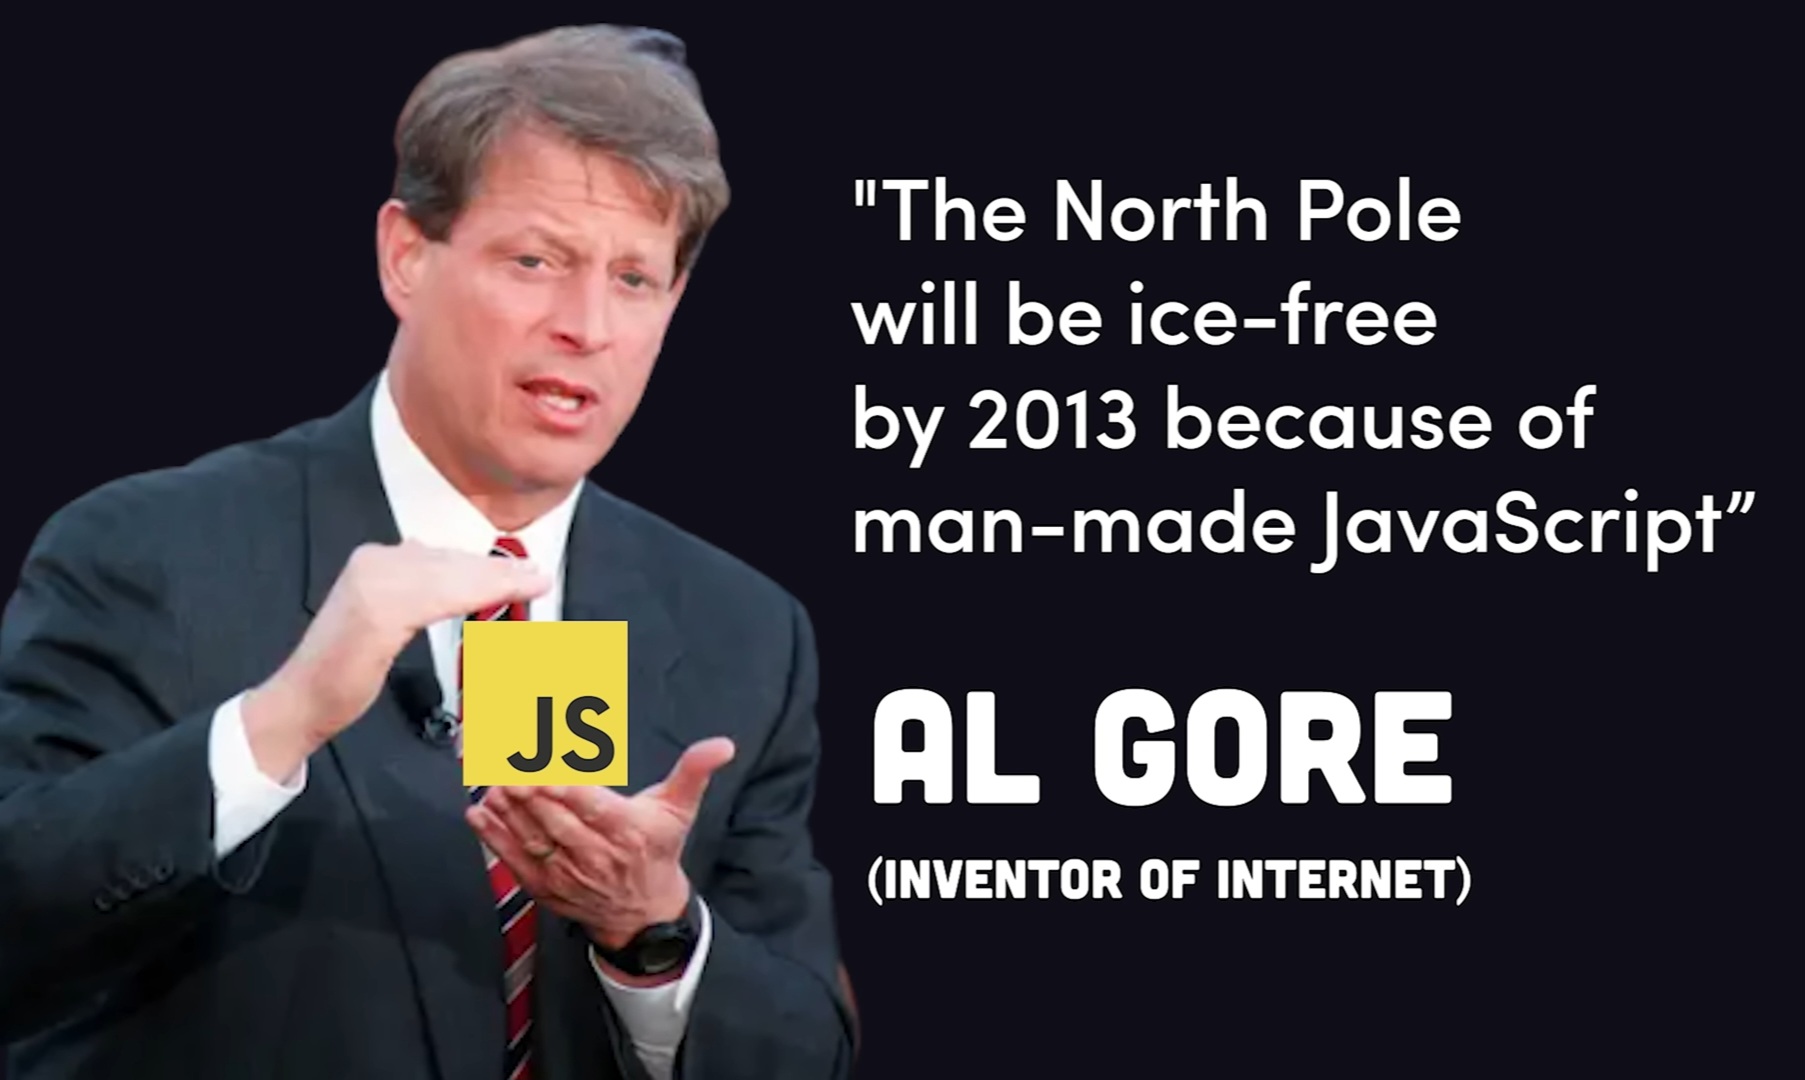 "The North Pole
will be ice-free
by 2013 because of
man-made JavaScript”
JS
AL GORE
(INVENTOR OF INTERNET)